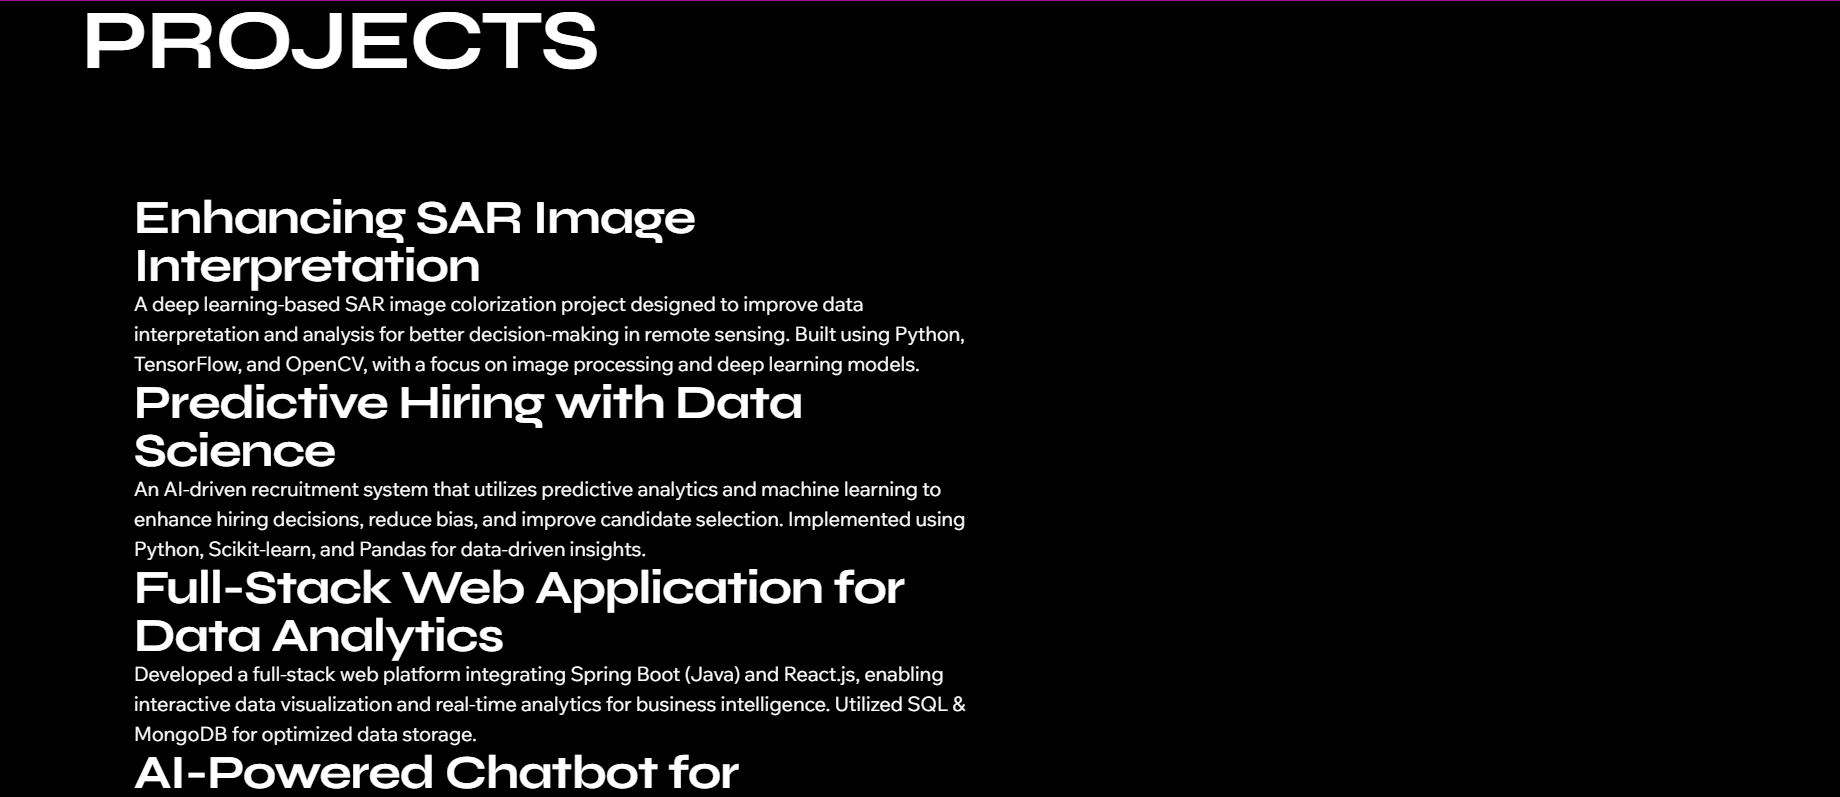 PROJECTS
Enhancing SAR Image
Interpretation
A deep learning-based SAR image colorization project designed to improve data
interpretation and analysis for better decision-making in remote sensing. Built using Python,
TensorFlow, and OpenCV, with a focus on image processing and deep learning models.
Predictive Hiring with Data
Science
An AI-driven recruitment system that utilizes predictive analytics and machine learning to
enhance hiring decisions, reduce bias, and improve candidate selection. Implemented using
Python, Scikit-learn, and Pandas for data-driven insights.
Full-Stack Web Application for
Data Analytics
Developed a full-stack web platform integrating Spring Boot (Java) and React.js, enabling
interactive data visualization and real-time analytics for business intelligence. Utilized SQL &
MongoDB for optimized data storage.
AI-Powered Chatbot for